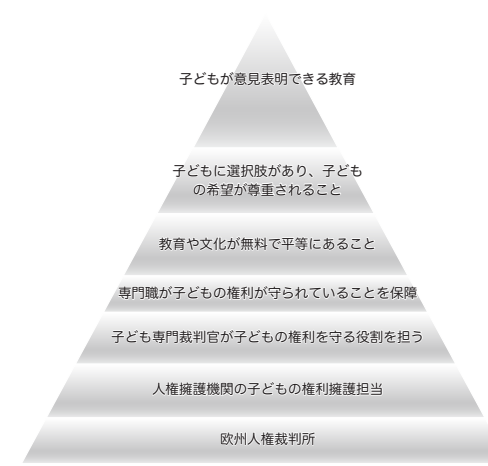 子どもが意見表明できる教育
子どもに選択肢があり、子ども
の希望が尊重されること
教育や文化が無料で平等にあること
専門職が子どもの権利が守られていることを保障
子ども専門裁判官が子どもの権利を守る役割を担う
人権擁護機関の子どもの権利擁護担当
欧州人権裁判所